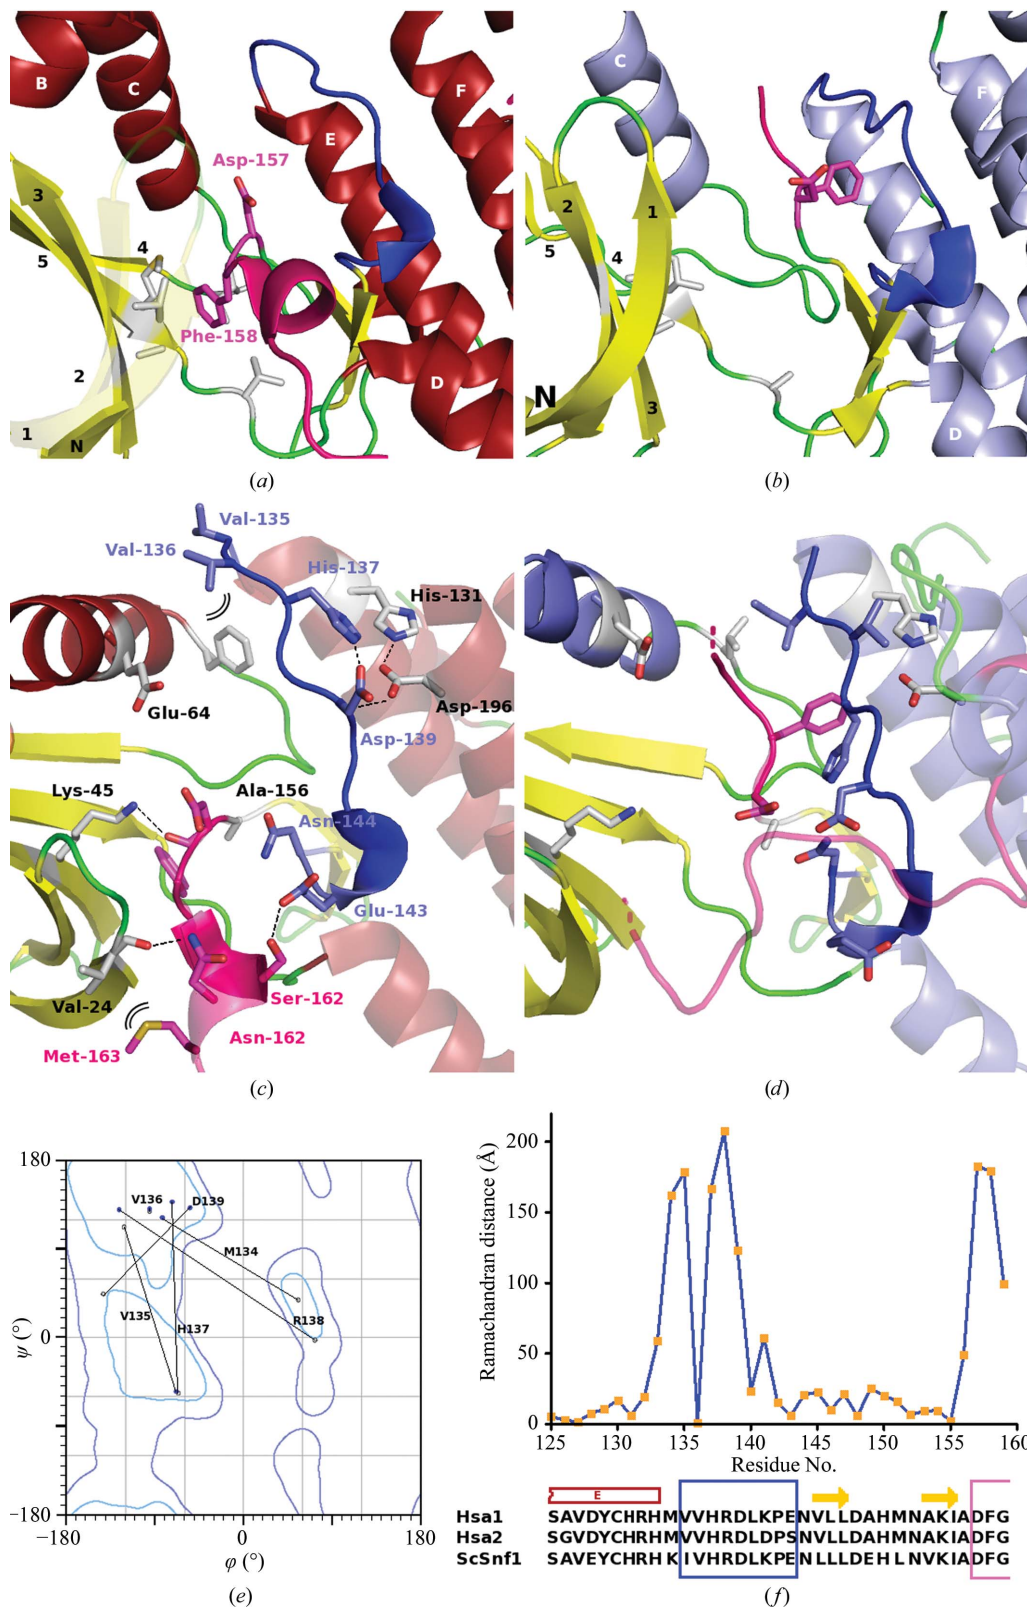 B
C
E
F
Asp-157
3
5
4
Phe-158
2
1
N
D
(a)
C
F
2
1
5
4
N
3
D
(b)
Val-135
Val-136
His-137
His-131
Glu-64
Asp-196
Asp-139
Lys-45
Ala-156
Asn-144
Glu-143
Val-24
Ser-162
Asn-162
Met-163
(c)
(d)
180
ψ (°)
0
−180
−180
0
180
φ (°)
V136
D139
M134
V135
H137
R138
(e)
Ramachandran distance (Å)
200
150
100
50
0
125 130 135 140 145 150 155 160
Residue No.
E
Hsa1 SAVDYCHRHMVVHRDLKPENVLLDAHMNAKIADFG
Hsa2 SGVDYCHRHMVVHRDLKPSNVLLDAHMNAKIADFG
ScSnf1 SAVEYCHRHKIVHRDLKPENLLLDEHLNVKIADFG
(f)